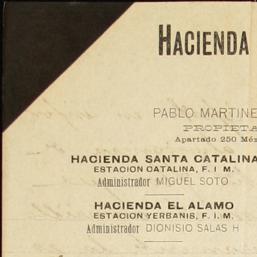 HACIENDA
PABLO MARTINE
PROPIETA
Apartado 250 Méx
HACIENDA SANTA CATALINA
ESTACION CATALINA, F. I. M.
Administrador MIGUEL SOTO
HACIENDA EL ALAMO
ESTACION YERBANIS, F. I. M.
Administrador DIONISIO SALAS H